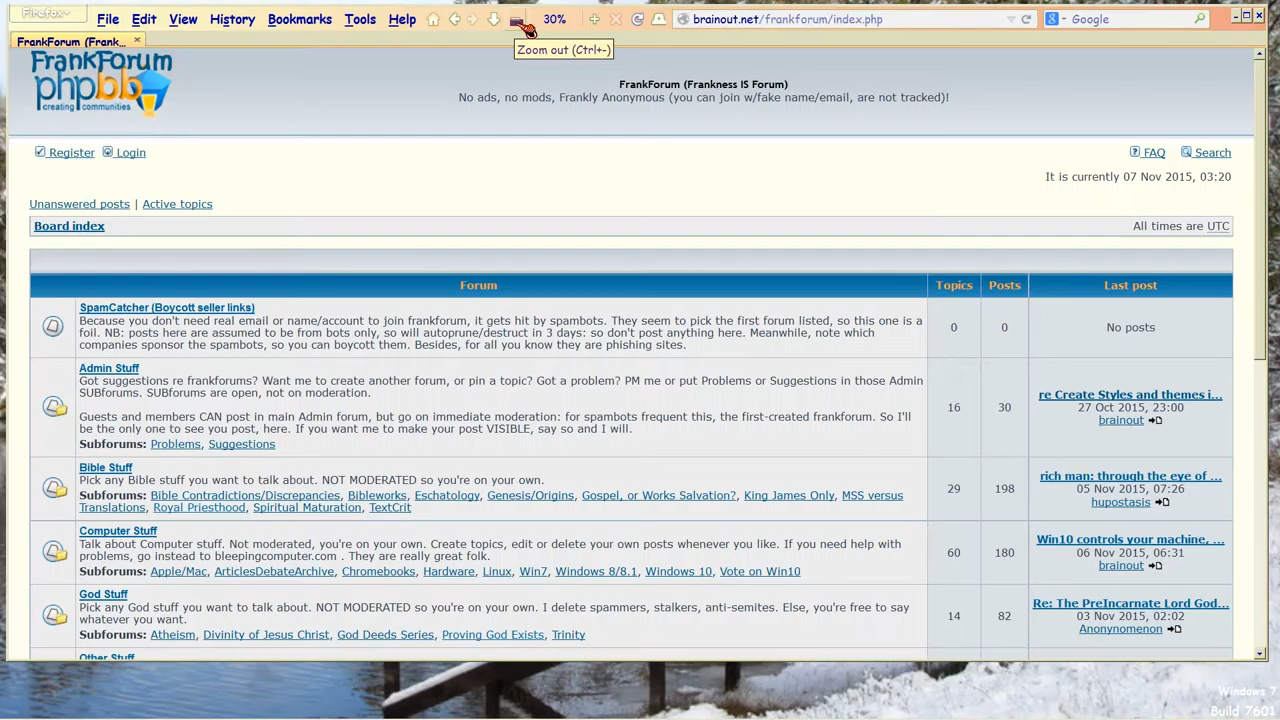 Firefox
File Edit View History Bookmarks Tools Help 30% brainout.net/frankforum/index.php Google
FrankForum (Frank...
Zoom out (Ctrl+-)
FrankForum
phpbb
creating communities
FrankForum (Frankness IS Forum)
No ads, no mods, Frankly Anonymous (you can join w/fake name/email, are not tracked)!
Register Login FAQ Search
It is currently 07 Nov 2015, 03:20
Unanswered posts | Active topics
Board index All times are UTC
Forum Topics Posts Last post
SpamCatcher (Boycott seller links)
Because you don't need real email or name/account to join frankforum, it gets hit by spambots. They seem to pick the first forum listed, so this one is a
foil. NB: posts here are assumed to be from bots only, so will autoprune/destruct in 3 days: so don't post anything here. Meanwhile, note which
companies sponsor the spambots, so you can boycott them. Besides, for all you know they are phishing sites.
0 0 No posts
Admin Stuff
Got suggestions re frankforums? Want me to create another forum, or pin a topic? Got a problem? PM me or put Problems or Suggestions in those Admin
SUBforums. SUBforums are open, not on moderation.
Guests and members CAN post in main Admin forum, but go on immediate moderation: for spambots frequent this, the first-created frankforum. So I'll
be the only one to see you post, here. If you want me to make your post VISIBLE, say so and I will.
Subforums: Problems, Suggestions
16 30 re Create Styles and themes i...
27 Oct 2015, 23:00
brainout
Bible Stuff
Pick any Bible stuff you want to talk about. NOT MODERATED so you're on your own.
Subforums: Bible Contradictions/Discrepancies, Bibleworks, Eschatology, Genesis/Origins, Gospel, or Works Salvation?, King James Only, MSS versus
Translations, Royal Priesthood, Spiritual Maturation, TextCrit
29 198 rich man: through the eye of ...
05 Nov 2015, 07:26
hupostasis
Computer Stuff
Talk about Computer stuff. Not moderated, you're on your own. Create topics, edit or delete your own posts whenever you like. If you need help with
problems, go instead to bleepingcomputer.com . They are really great folk.
Subforums: Apple/Mac, ArticlesDebateArchive, Chromebooks, Hardware, Linux, Win7, Windows 8/8.1, Windows 10, Vote on Win10
60 180 Win10 controls your machine, ...
06 Nov 2015, 06:31
brainout
God Stuff
Pick any God stuff you want to talk about. NOT MODERATED so you're on your own. I delete spammers, stalkers, anti-semites. Else, you're free to say
whatever you want.
Subforums: Atheism, Divinity of Jesus Christ, God Deeds Series, Proving God Exists, Trinity
14 82 Re: The PreIncarnate Lord God...
03 Nov 2015, 02:02
Anonynomenon
Other Stuff
Windows 7
Build 7601